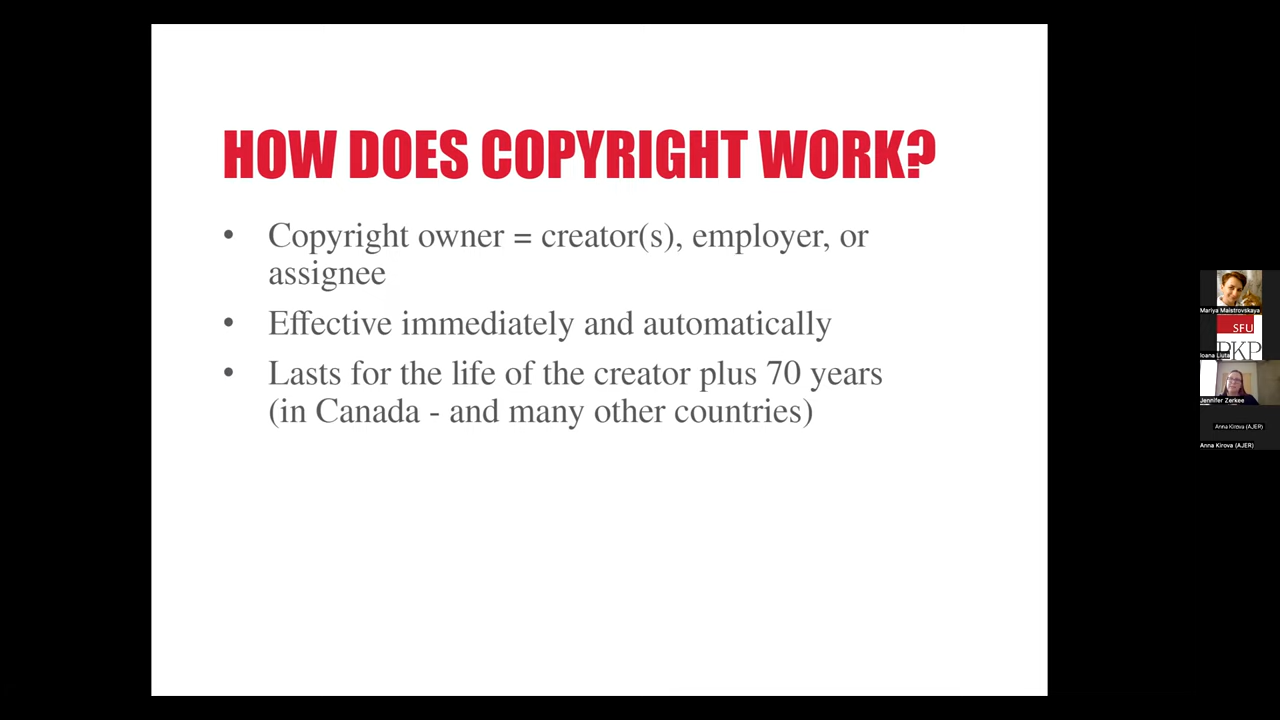 HOW DOES COPYRIGHT WORK?
• Copyright owner = creator(s), employer, or
assignee
• Effective immediately and automatically
• Lasts for the life of the creator plus 70 years
(in Canada - and many other countries)
Mariya Maistrovskaya
SFU
PKP
Ioana Liuta
Jennifer Zerkee
Anna Kirova (AJER)
Anna Kirova (AJER)